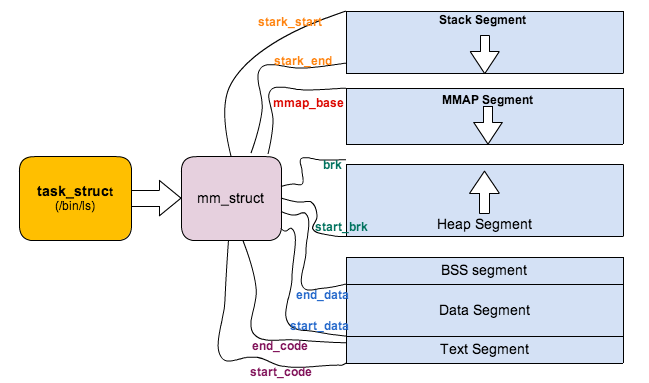 stark_start
Stack Segment
stark_end
mmap_base
MMAP Segment
brk
task_struct
(/bin/ls)
mm_struct
start_brk
Heap Segment
BSS segment
end_data
Data Segment
start_data
end_code
Text Segment
start_code